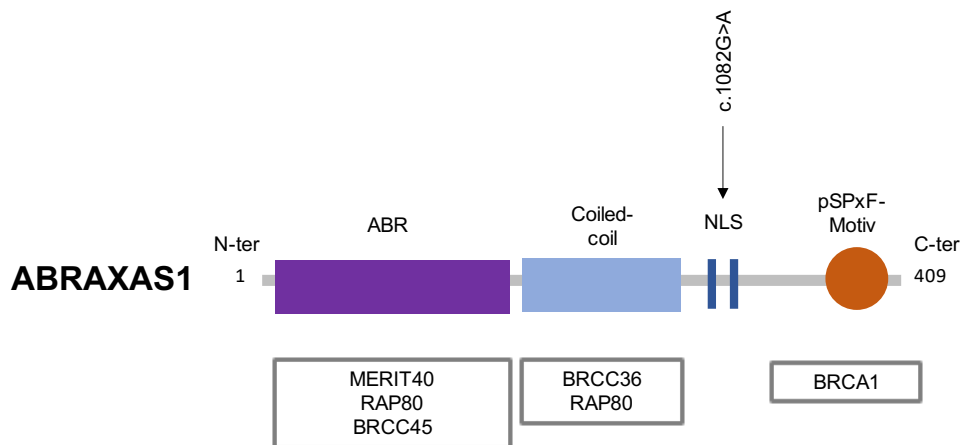 c.1082G>A
ABR
Coiled-
coil
NLS
pSPxF-
Motiv
ABRAXAS1
N-ter
1
C-ter
409
MERIT40
RAP80
BRCC45
BRCC36
RAP80
BRCA1